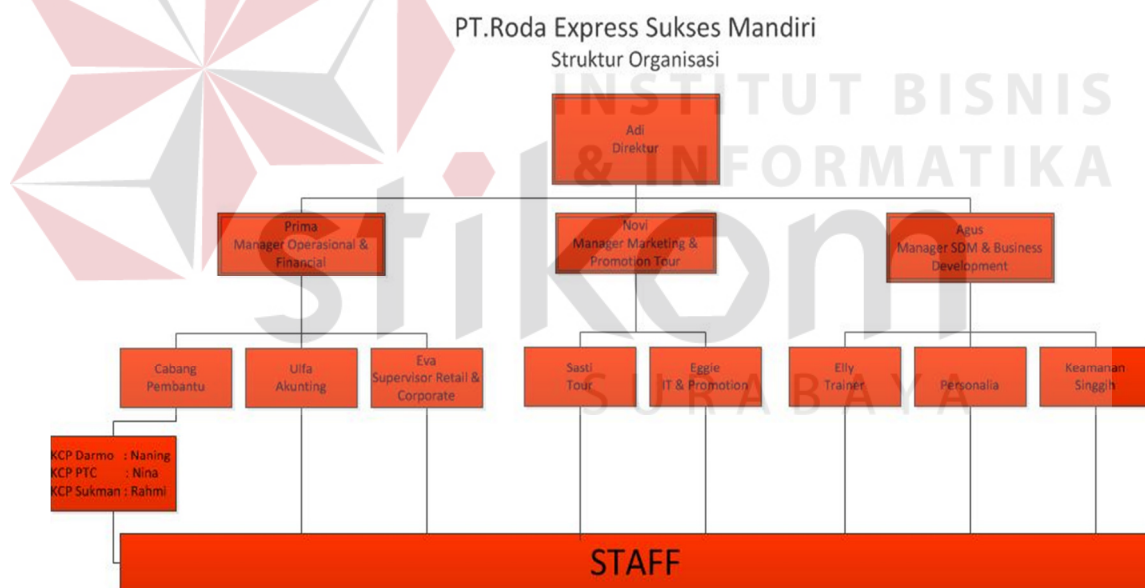 PT.Roda Express Sukses Mandiri
Struktur Organisasi
INSTITUT BISNIS
& INFORMATIKA
stikom
SURABAYA
Adi
Direktur
Prima
Manager Operasional &
Financial
Novi
Manager Marketing &
Promotion Tour
Agus
Manager SDM & Business
Development
Cabang
Pembantu
Ulfa
Akunting
Eva
Supervisor Retail &
Corporate
Sasti
Tour
Eggie
IT & Promotion
Elly
Trainer
Personalia
Keamanan
Singgih
KCP Darmo : Naning
KCP PTC : Nina
KCP Sukman : Rahmi
STAFF